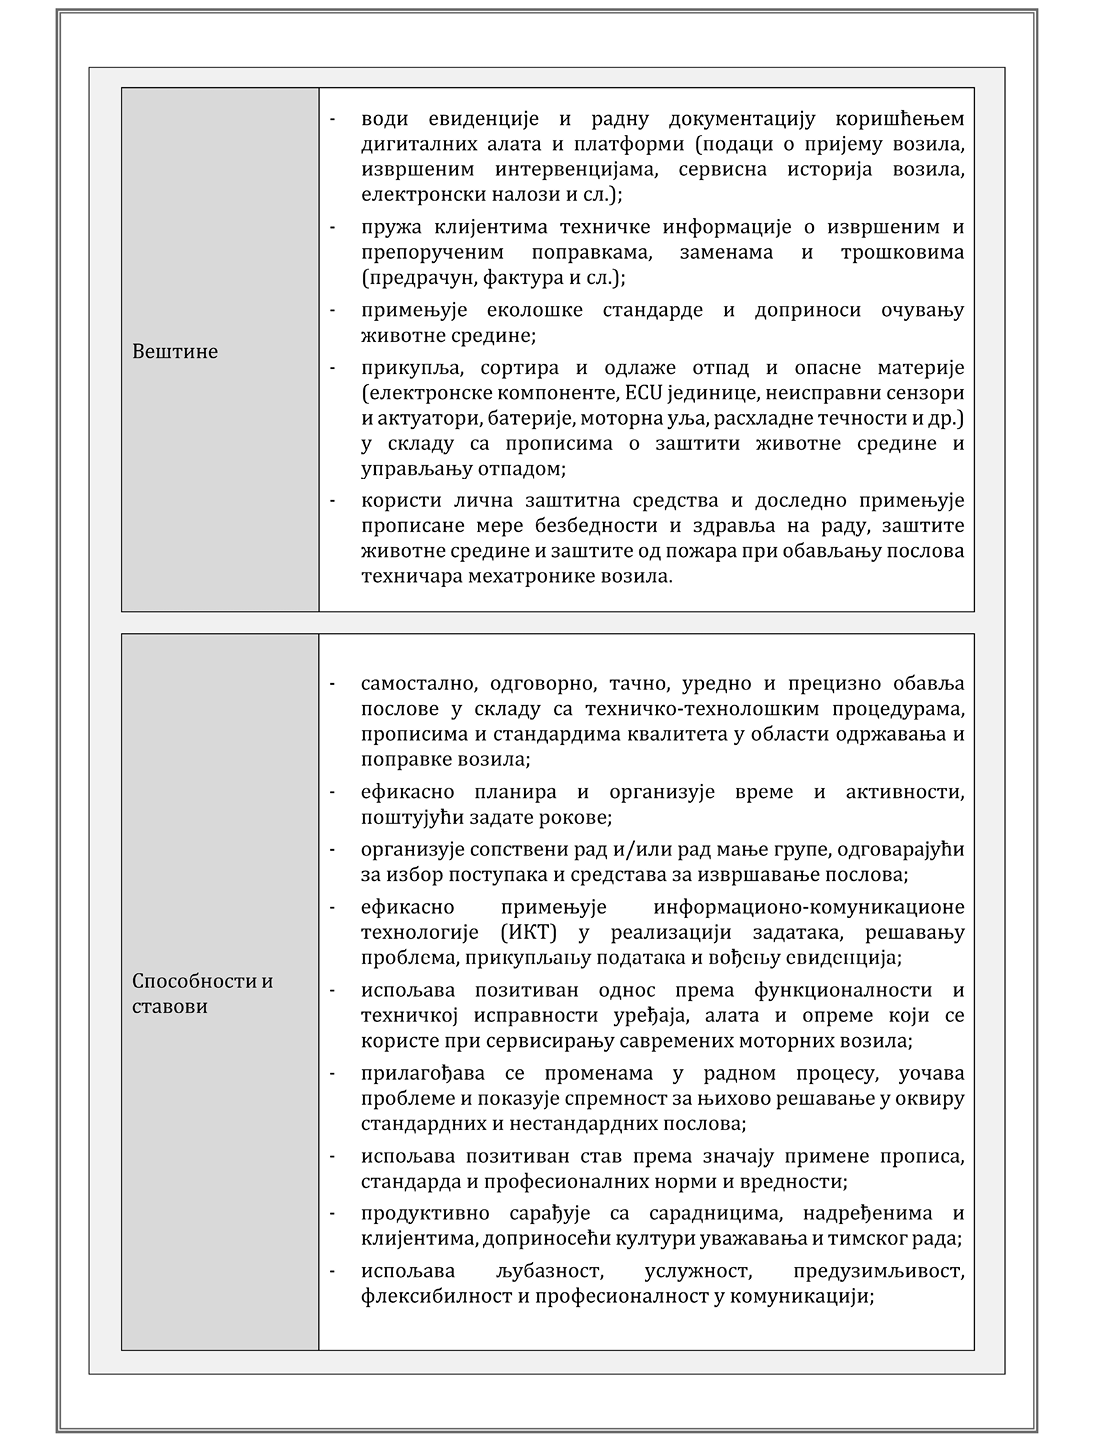 Вештине
- води евиденције и радну документацију коришћењем
дигиталних алата и платформи (подаци о пријему возила,
извршеним интервенцијама, сервисна историја возила,
електронски налози и сл.);
- пружа клијентима техничке информације о извршеним и
препорученим поправкама, заменама и трошковима
(предрачун, фактура и сл.);
- примењује еколошке стандарде и доприноси очувању
животне средине;
- прикупља, сортира и одлаже отпад и опасне материје
(електронске компоненте, ECU јединице, неисправни сензори
и актуатори, батерије, моторна уља, расхладне течности и др.)
у складу са прописима о заштити животне средине и
управљању отпадом;
- користи лична заштитна средства и доследно примењује
прописане мере безбедности и здравља на раду, заштите
животне средине и заштите од пожара при обављању послова
техничара мехатронике возила.
Способности и
ставови
- самостално, одговорно, тачно, уредно и прецизно обавља
послове у складу са техничко-технолошким процедурама,
прописима и стандардима квалитета у области одржавања и
поправке возила;
- ефикасно планира и организује време и активности,
поштујући задате рокове;
- организује сопствени рад и/или рад мање групе, одговарајући
за избор поступака и средстава за извршавање послова;
- ефикасно примењује информационо-комуникационе
технологије (ИКТ) у реализацији задатака, решавању
проблема, прикупљању података и вођењу евиденција;
- испољава позитиван однос према функционалности и
техничкој исправности уређаја, алата и опреме који се
користе при сервисирању савремених моторних возила;
- прилагођава се променама у радном процесу, уочава
проблеме и показује спремност за њихово решавање у оквиру
стандардних и нестандардних послова;
- испољава позитиван став према значају примене прописа,
стандарда и професионалних норми и вредности;
- продуктивно сарађује са сарадницима, надређенима и
клијентима, доприносећи култури уважавања и тимског рада;
- испољава љубазност, услужност, предузимљивост,
флексибилност и професионалност у комуникацији;